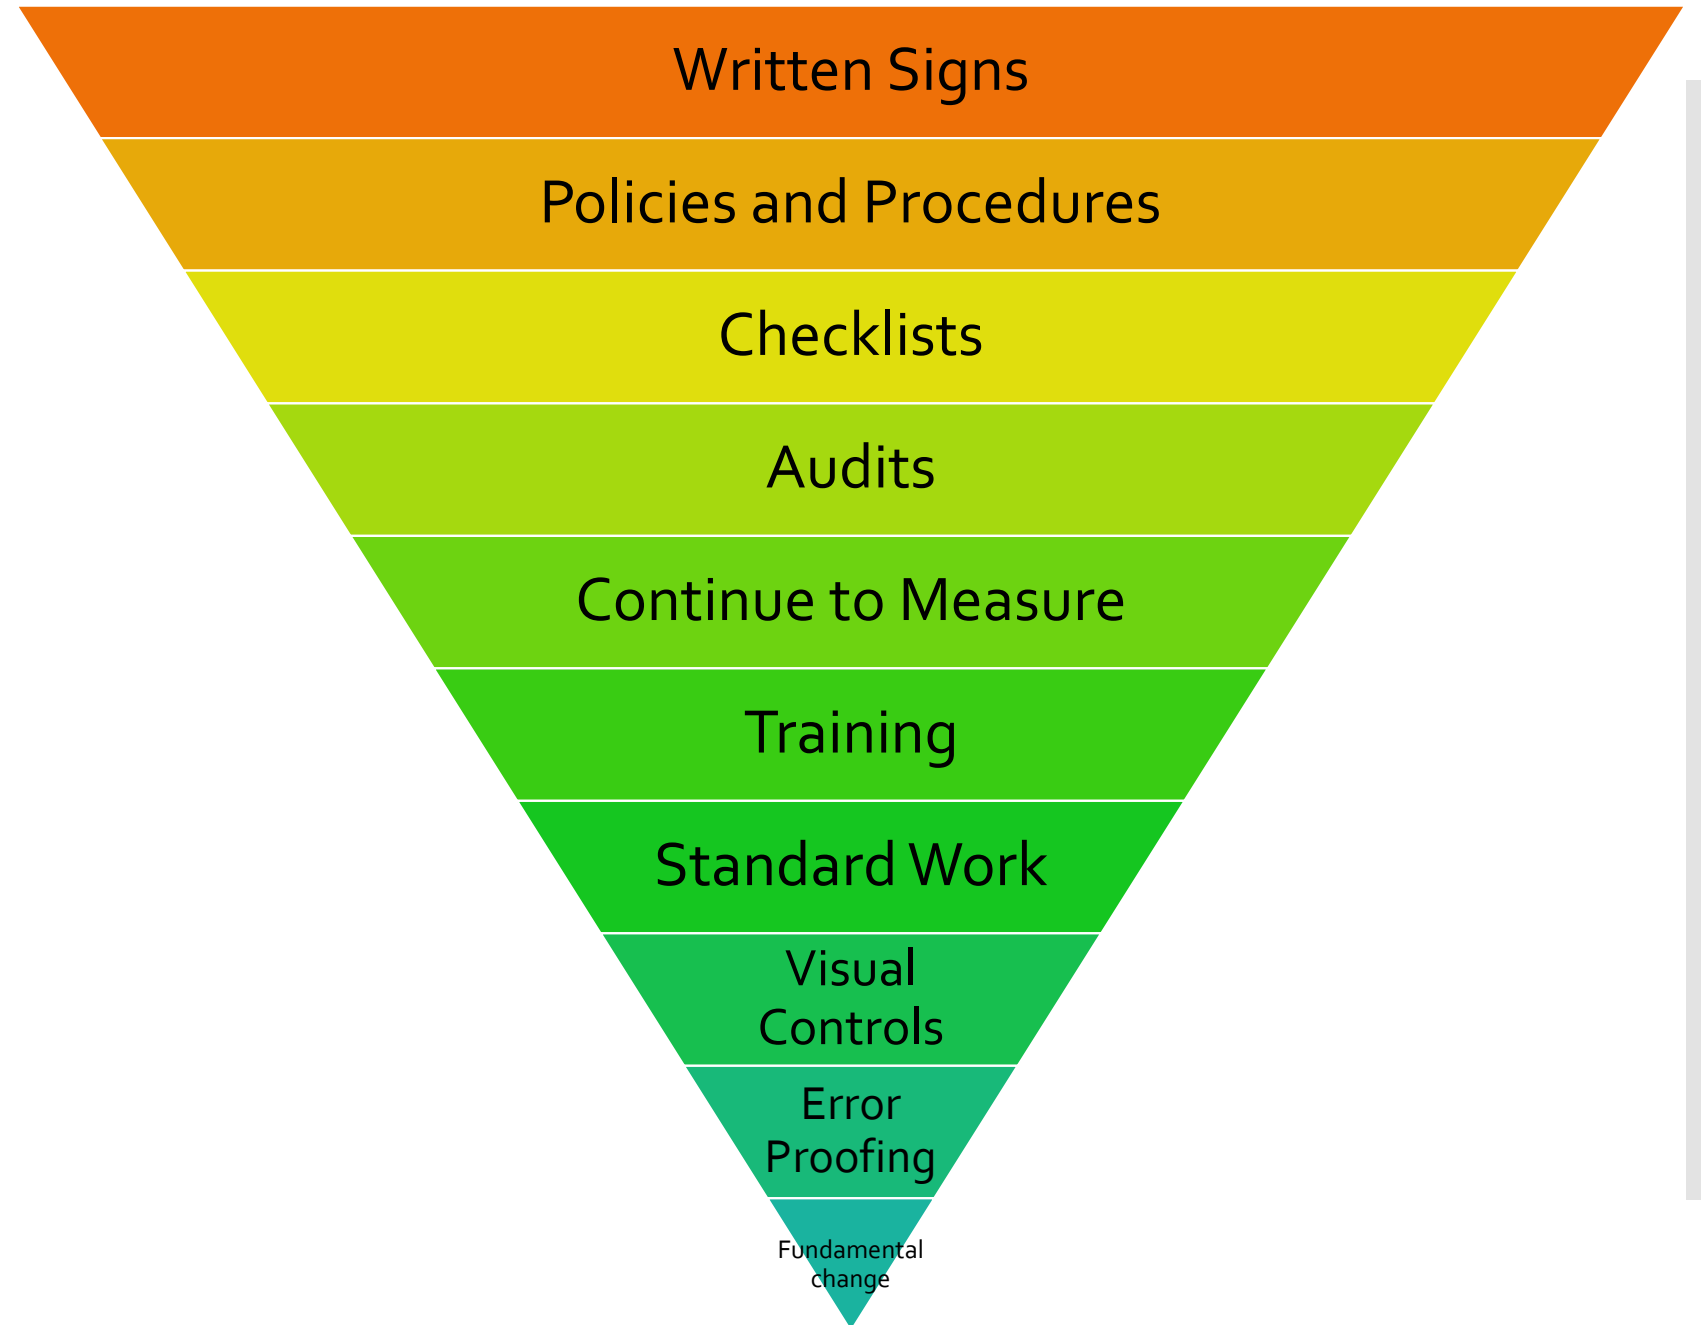 Written Signs
Policies and Procedures
Checklists
Audits
Continue to Measure
Training
Standard Work
Visual
Controls
Error
Proofing
Fundamental
change